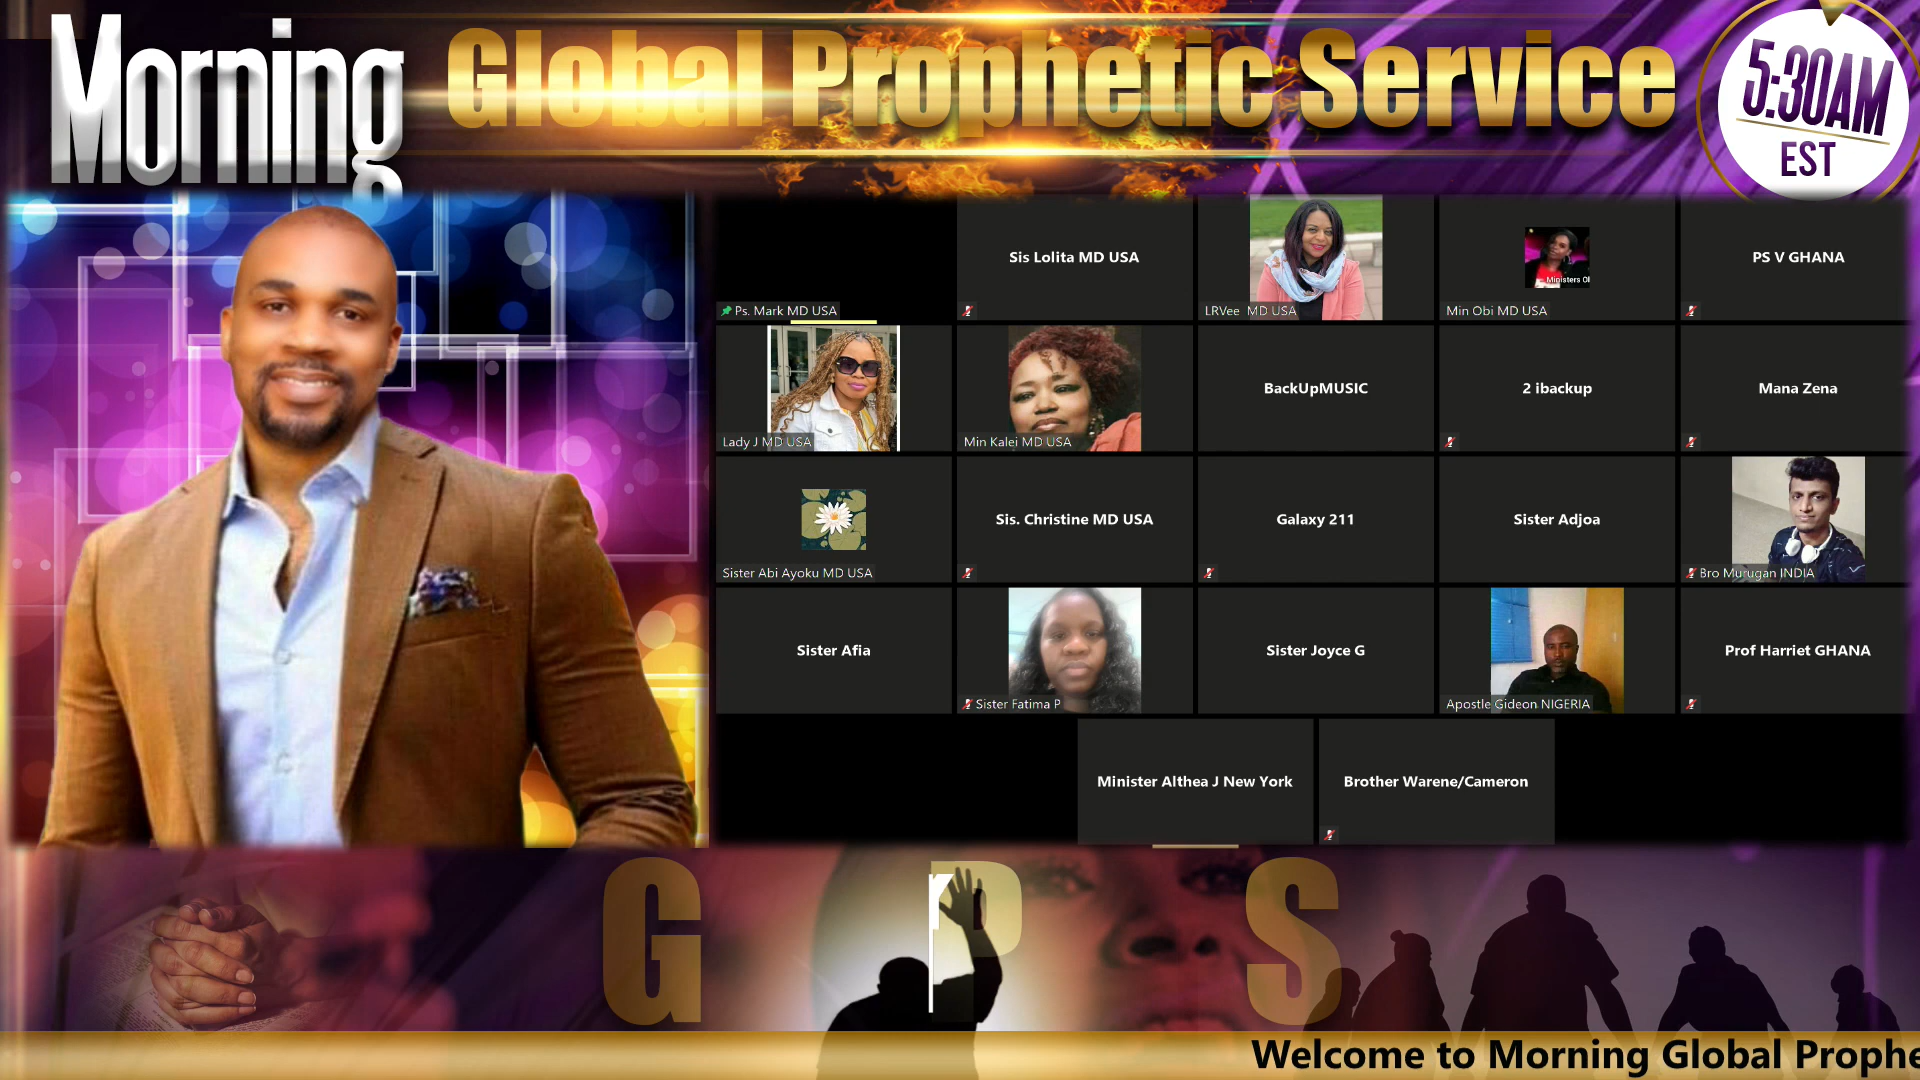 Morning
Global Prophetic Service
5:30AM
EST
Ps. Mark MD USA
Sis Lolita MD USA
LRVee MD USA
Ministers Of
Min Obi MD USA
PS V GHANA
Lady J MD USA
Min Kalei MD USA
BackUpMUSIC
2 ibackup
Mana Zena
Sister Abi Ayoku MD USA
Sis. Christine MD USA
Galaxy 211
Sister Adjoa
Bro Murugan INDIA
Sister Afia
Sister Fatima P
Sister Joyce G
Apostle Gideon NIGERIA
Prof Harriet GHANA
Minister Althea J New York
Brother Warene/Cameron
G P S
Welcome to Morning Global Prophe